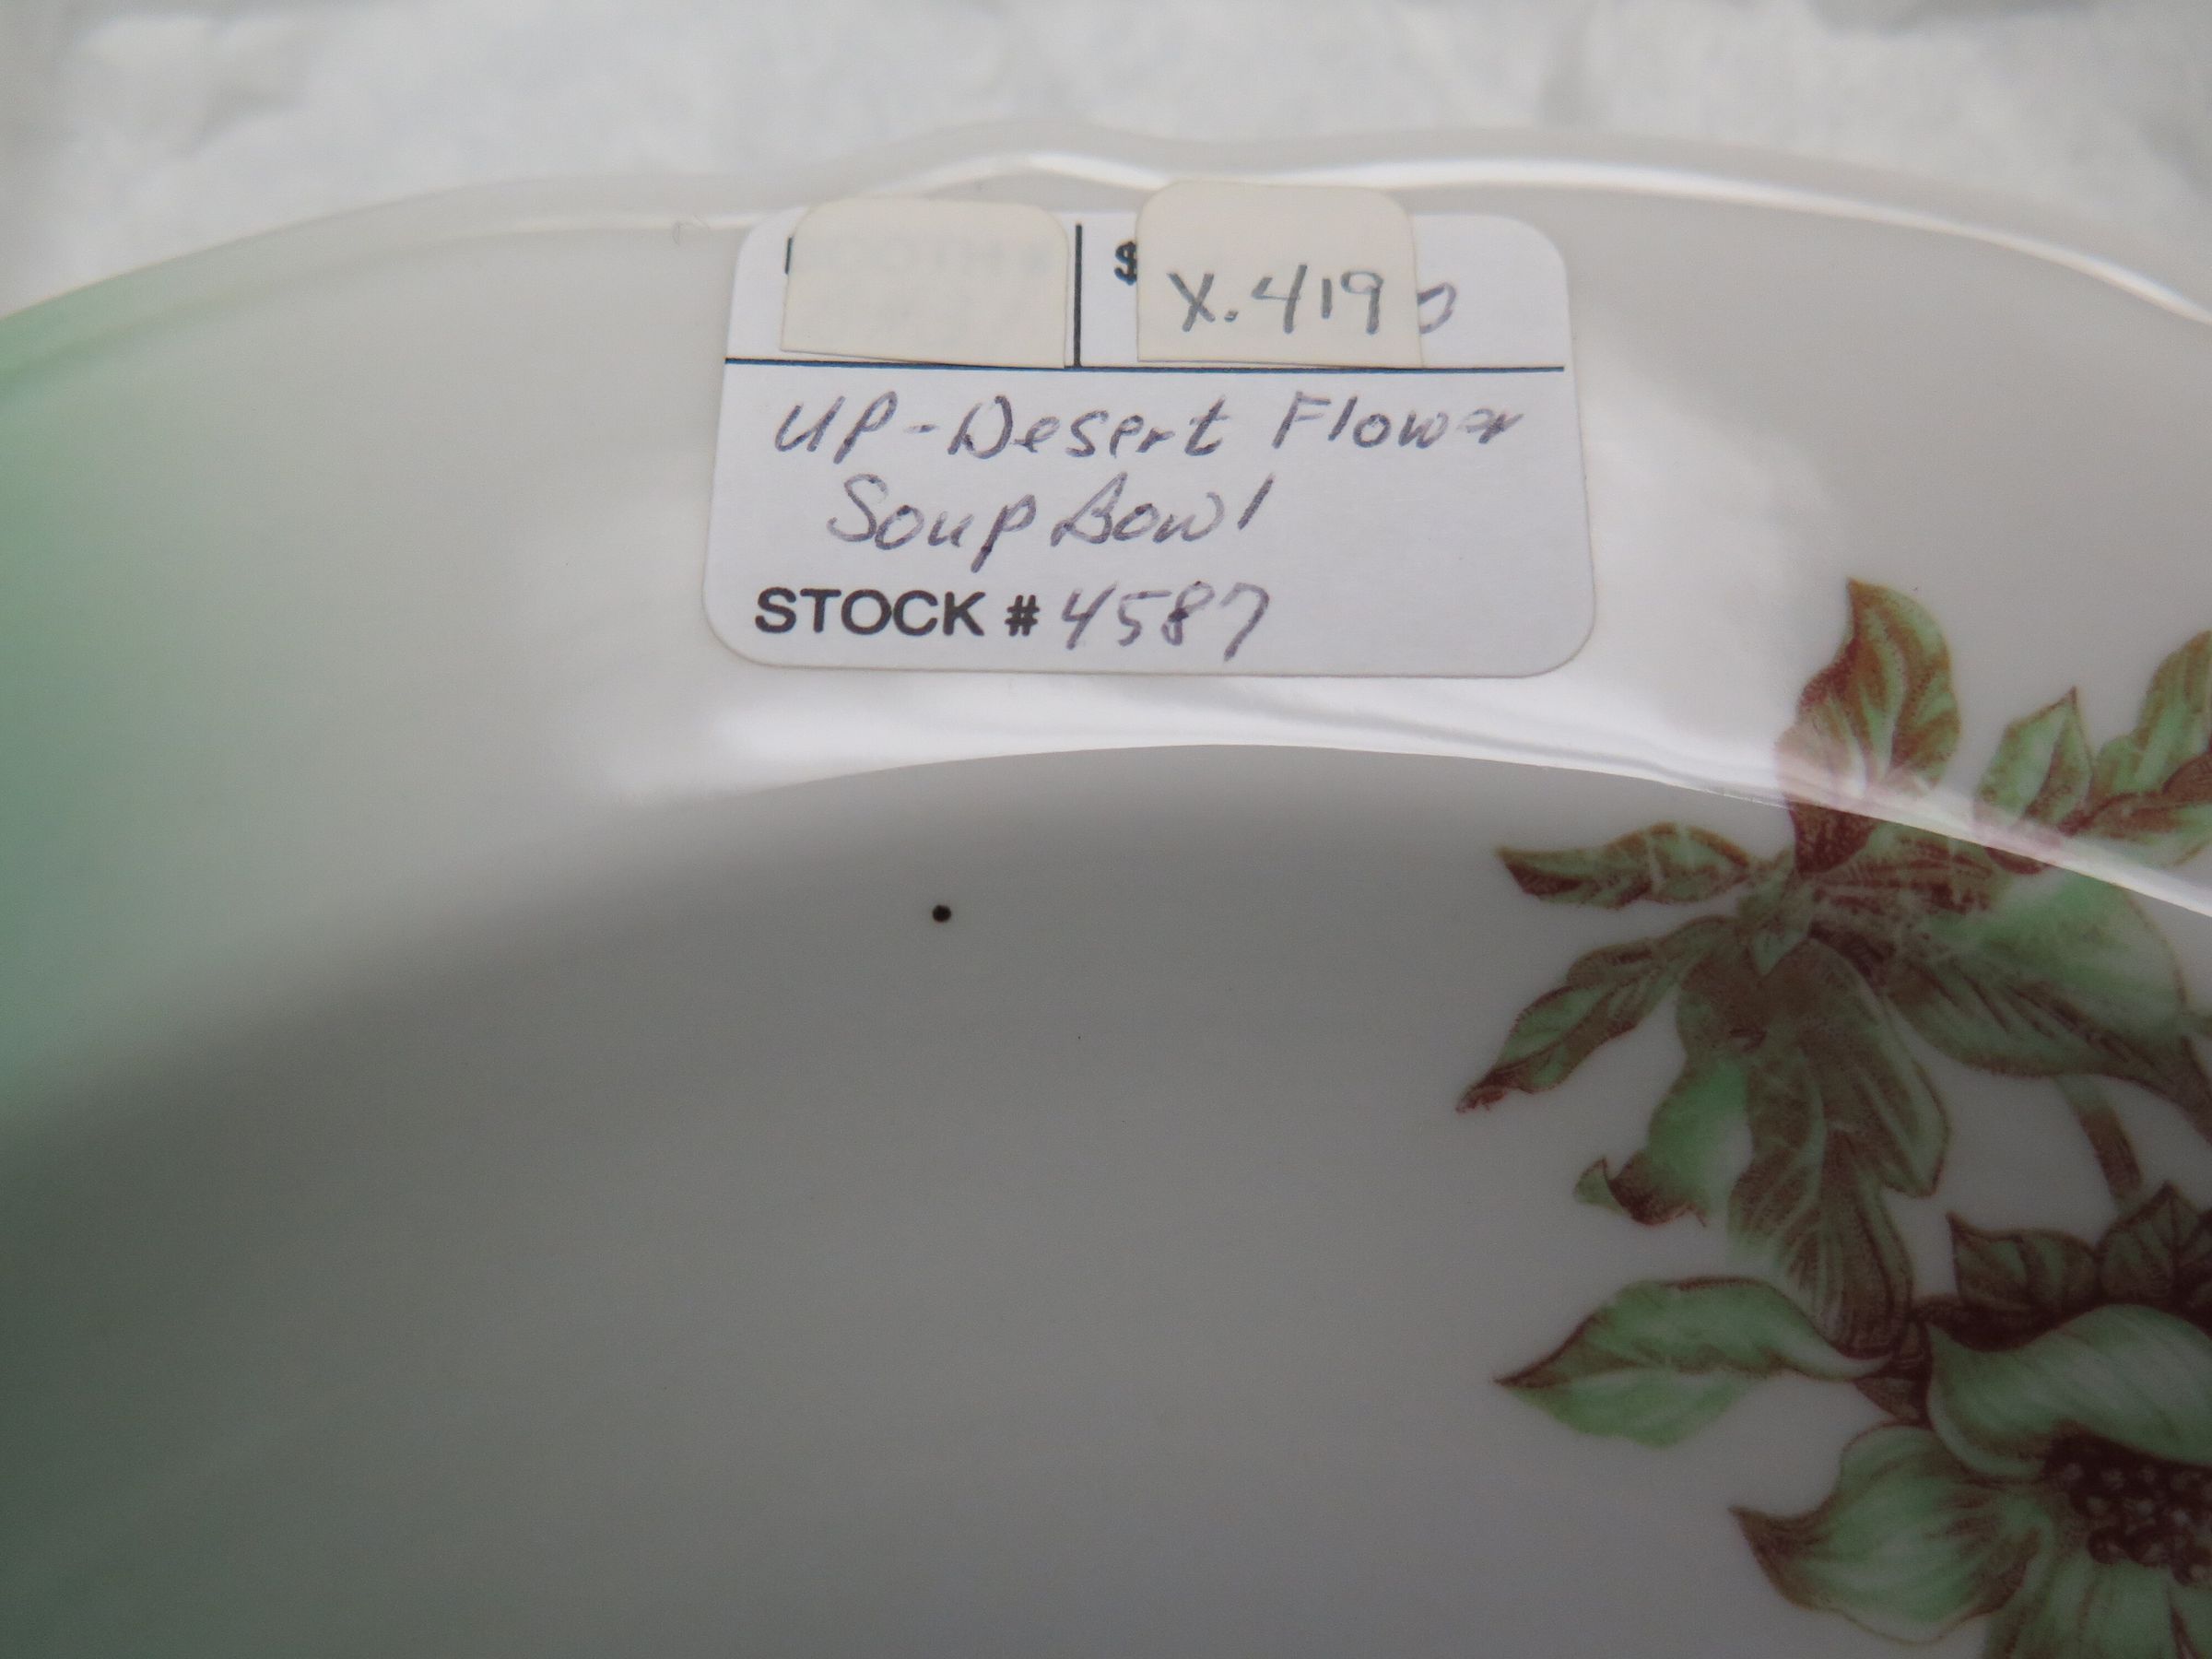 $ X.419
UP-Desert Flower
Soup Bowl
STOCK # 4587